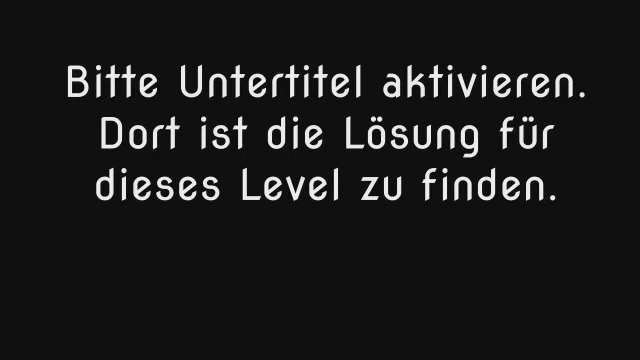 Bitte Untertitel aktivieren.
Dort ist die Lösung für
dieses Level zu finden.